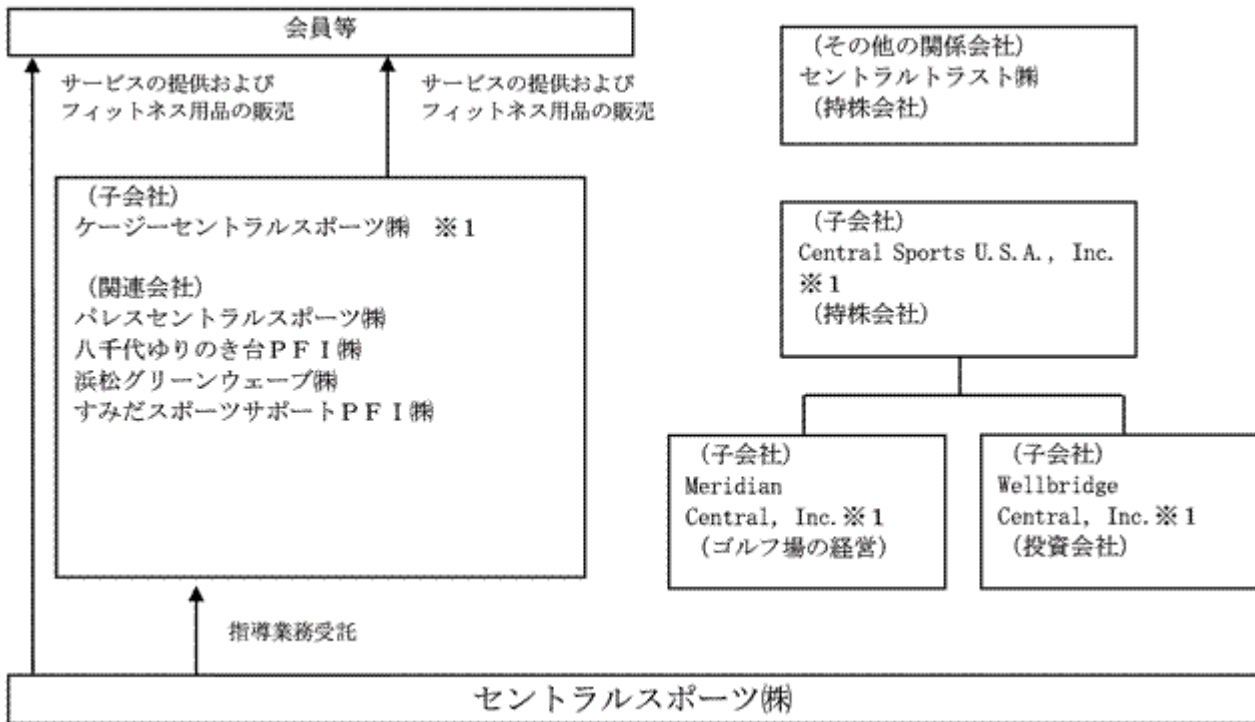 会員等
サービスの提供および
フィットネス用品の販売
サービスの提供および
フィットネス用品の販売
(子会社)
ケージーセントラルスポーツ㈱ ※1
(関連会社)
パレスセントラルスポーツ㈱
八千代ゆりのき台PFI㈱
浜松グリーンウェーブ㈱
すみだスポーツサポートPFI㈱
指導業務受託
(その他の関係会社)
セントラルトラスト㈱
(持株会社)
(子会社)
Central Sports U.S.A., Inc.
※1
(持株会社)
(子会社)
Meridian
Central, Inc.※1
(ゴルフ場の経営)
(子会社)
Wellbridge
Central, Inc.※1
(投資会社)
セントラルスポーツ㈱